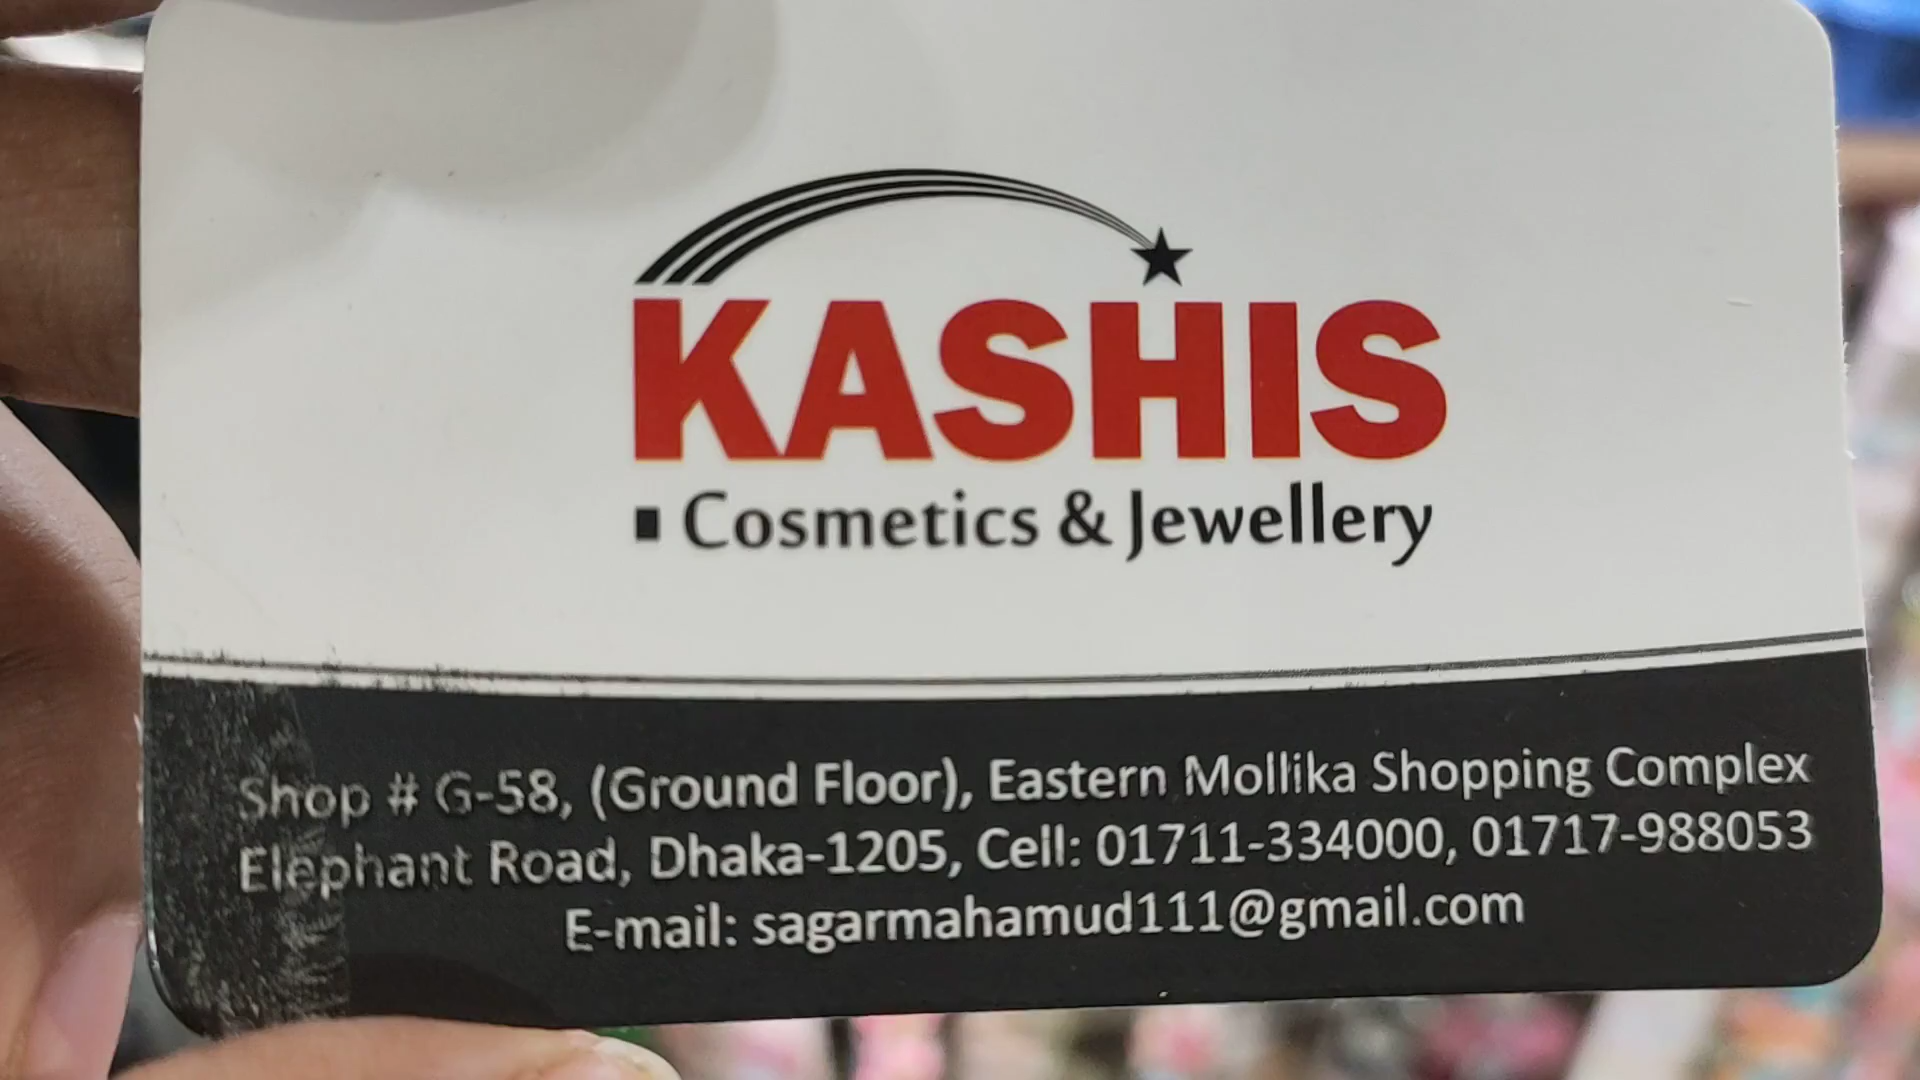 KASHIS
Cosmetics & Jewellery
Shop # G-58, (Ground Floor), Eastern Mollika Shopping Complex
Elephant Road, Dhaka-1205, Cell: 01711-334000, 01717-988053
E-mail: sagarmahamud111@gmail.com